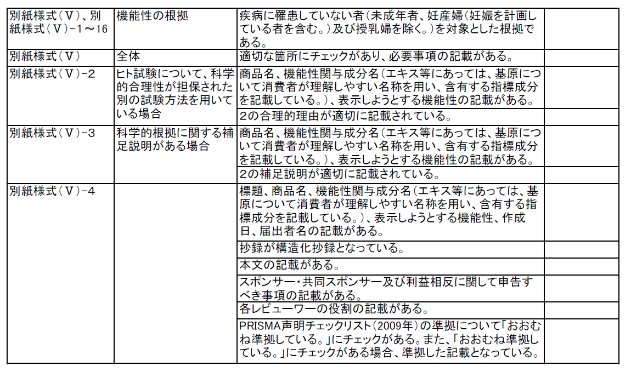 別紙様式(Ⅴ)、別
紙様式(Ⅴ)-1~16
機能性の根拠
疾病に罹患していない者(未成年者、妊産婦(妊娠を計画し
ている者を含む。)及び授乳婦を除く。)を対象とした根拠で
ある。
別紙様式(Ⅴ)
全体
適切な箇所にチェックがあり、必要事項の記載がある。
別紙様式(Ⅴ)-2
ヒト試験について、科学
的合理性が担保された
別の試験方法を用いて
いる場合
商品名、機能性関与成分名(エキス等にあっては、基原につ
いて消費者が理解しやすい名称を用い、含有する指標成分
を記載している。)、表示しようとする機能性の記載がある。
2の合理的理由が適切に記載されている。
別紙様式(Ⅴ)-3
科学的根拠に関する補
足説明がある場合
商品名、機能性関与成分名(エキス等にあっては、基原につ
いて消費者が理解しやすい名称を用い、含有する指標成分
を記載している。)、表示しようとする機能性の記載がある。
2の補足説明が適切に記載されている。
別紙様式(Ⅴ)-4
標題、商品名、機能性関与成分名(エキス等にあっては、基
原について消費者が理解しやすい名称を用い、含有する指
標成分を記載している。)、表示しようとする機能性、作成
日、届出者名の記載がある。
抄録が構造化抄録となっている。
本文の記載がある。
スポンサー・共同スポンサー及び利益相反に関して申告す
べき事項の記載がある。
各レビューワーの役割の記載がある。
PRISMA声明チェックリスト(2009年)の準拠について「おおむ
ね準拠している。」にチェックがある。また、「おおむね準拠
している。」にチェックがある場合、準拠した記載となっている。